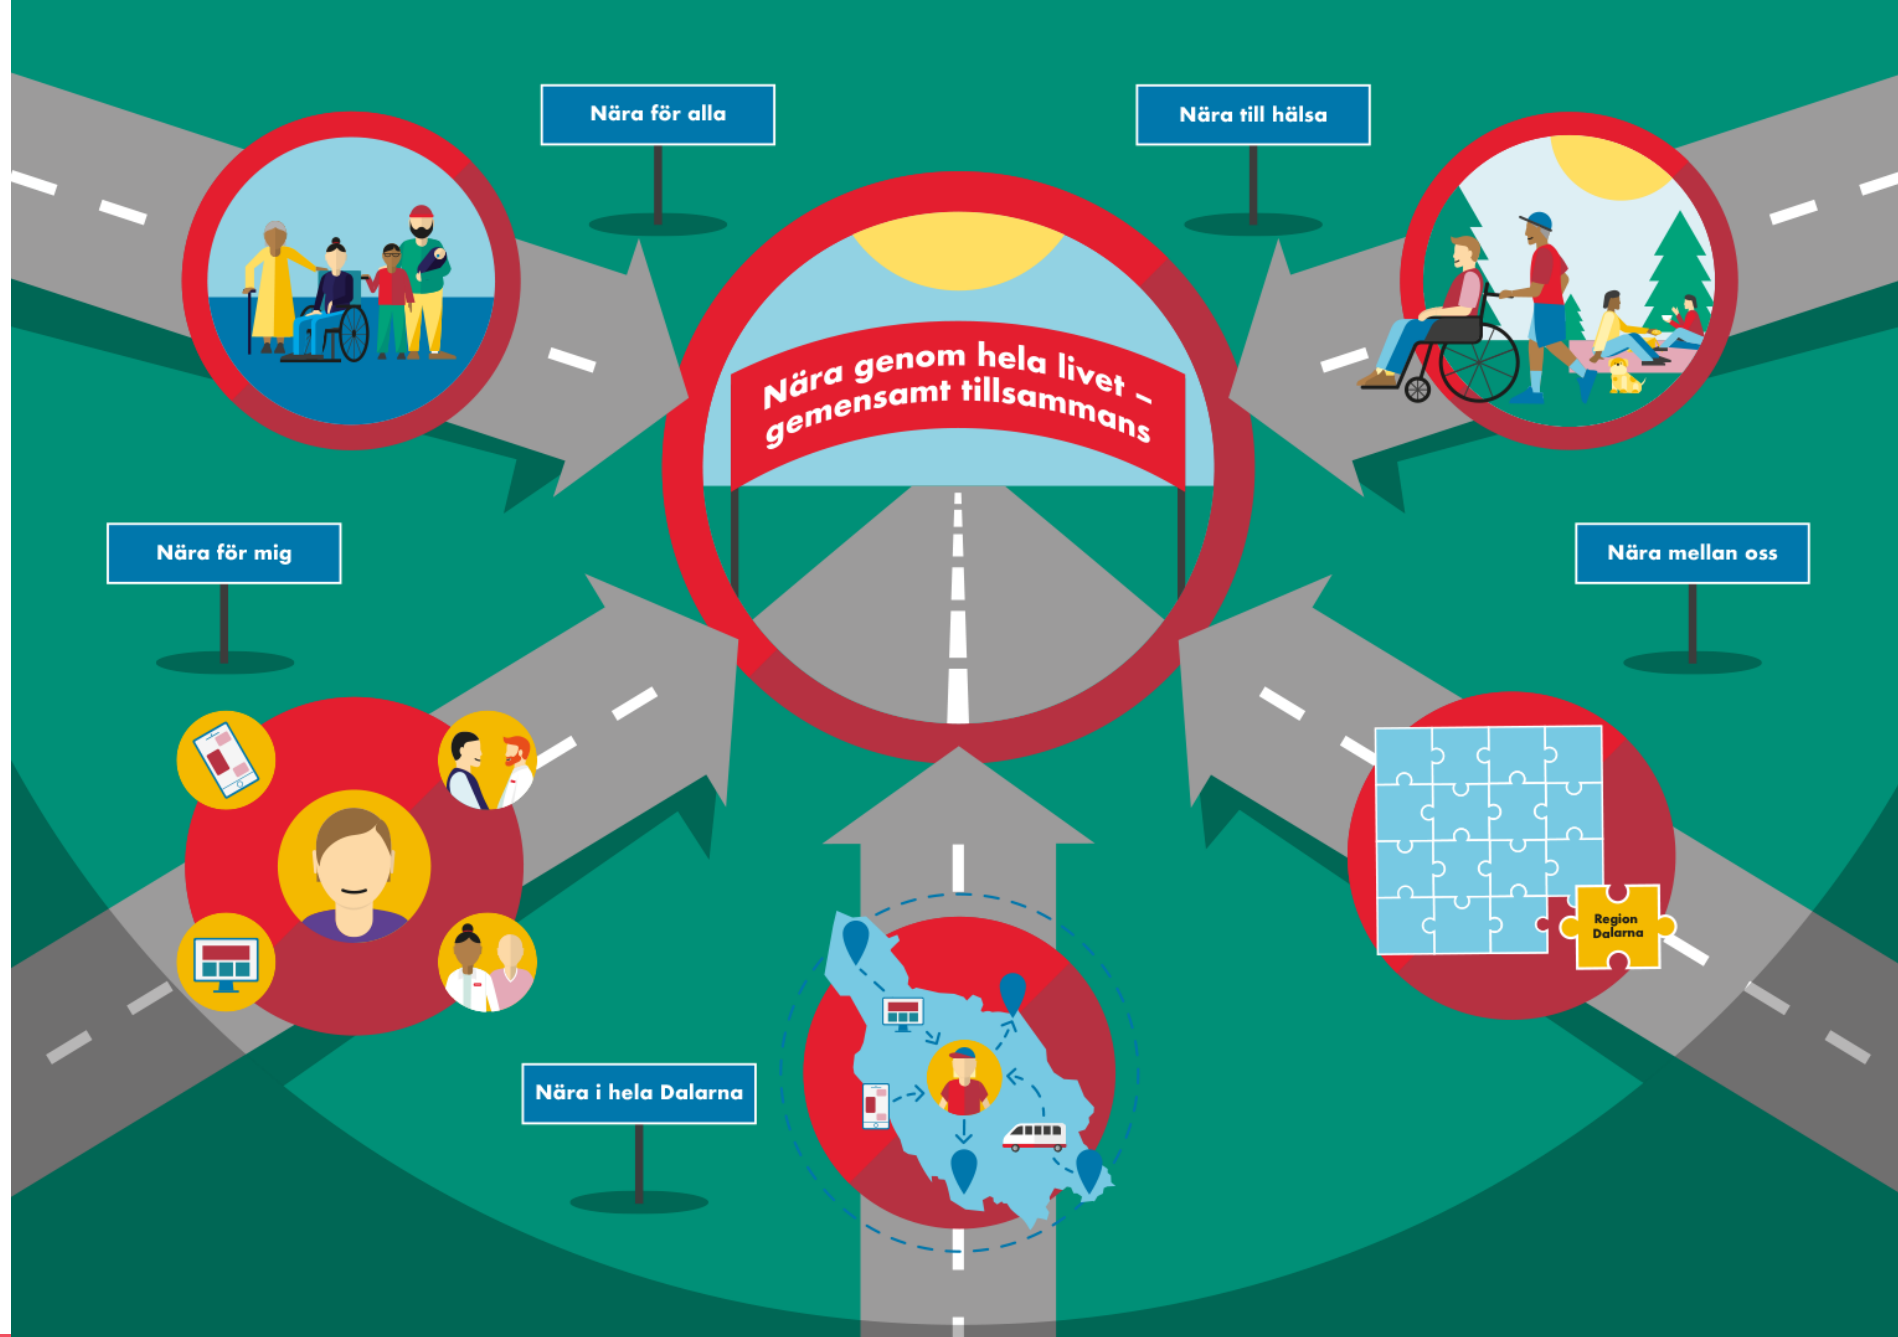 Nära för alla
Nära till hälsa
Nära genom hela livet –
gemensamt tillsammans
Nära för mig
Nära mellan oss
Region
Dalarna
Nära i hela Dalarna